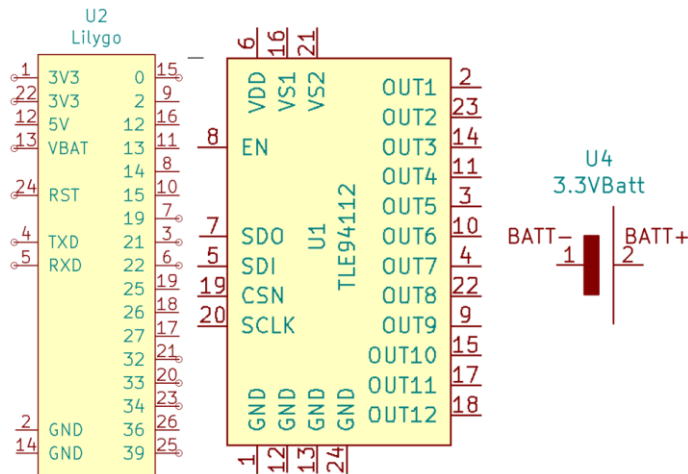 U2
Lilygo
1 3V3 0 15
22 3V3 2 9
12 5V 12 16
13 VBAT 13 11
14 8
24 RST 15 10
19 7
4 TXD 21 3
5 RXD 22 6
25 19
26 18
27 17
32 21
33 20
34 23
2 GND 36 26
14 GND 39 25
6 16 21
VDD VS1 VS2
OUT1 2
OUT2 23
8 EN OUT3 14
OUT4 11
OUT5 3
7 SDO OUT6 10
5 SDI OUT7 4
19 CSN OUT8 22
20 SCLK OUT9 9
OUT10 15
OUT11 17
OUT12 18
U1
TLE94112
GND GND GND GND
1 12 13 24
U4
3.3VBatt
BATT- BATT+
1 2